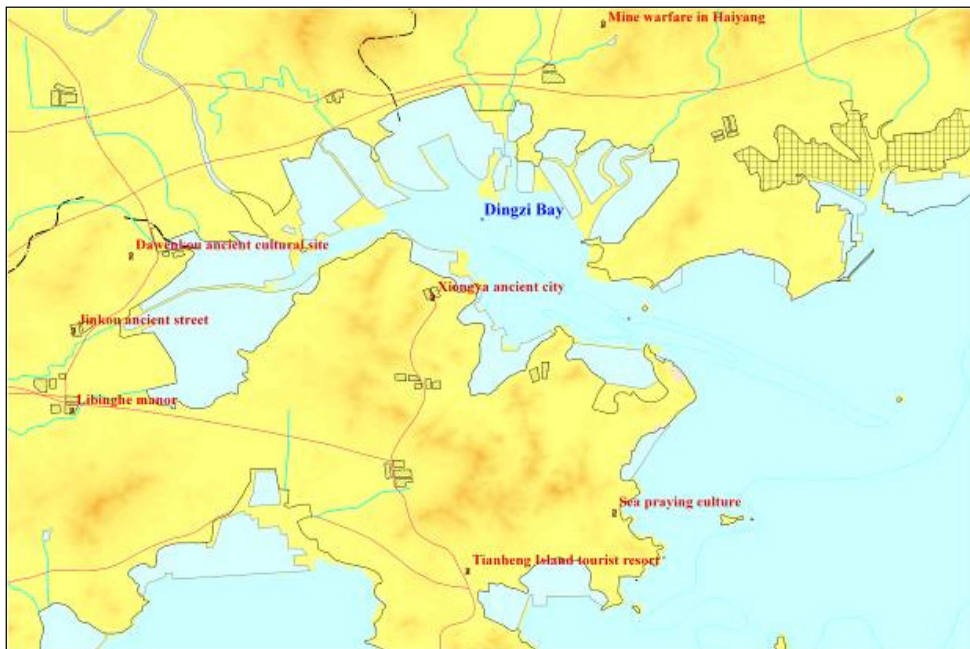 Mine warfare in Haiyang
Dingzi Bay
Dawenkou ancient cultural site
Xiongya ancient city
Jinkou ancient street
Libinghe manor
Sea praying culture
Tianheng Island tourist resort